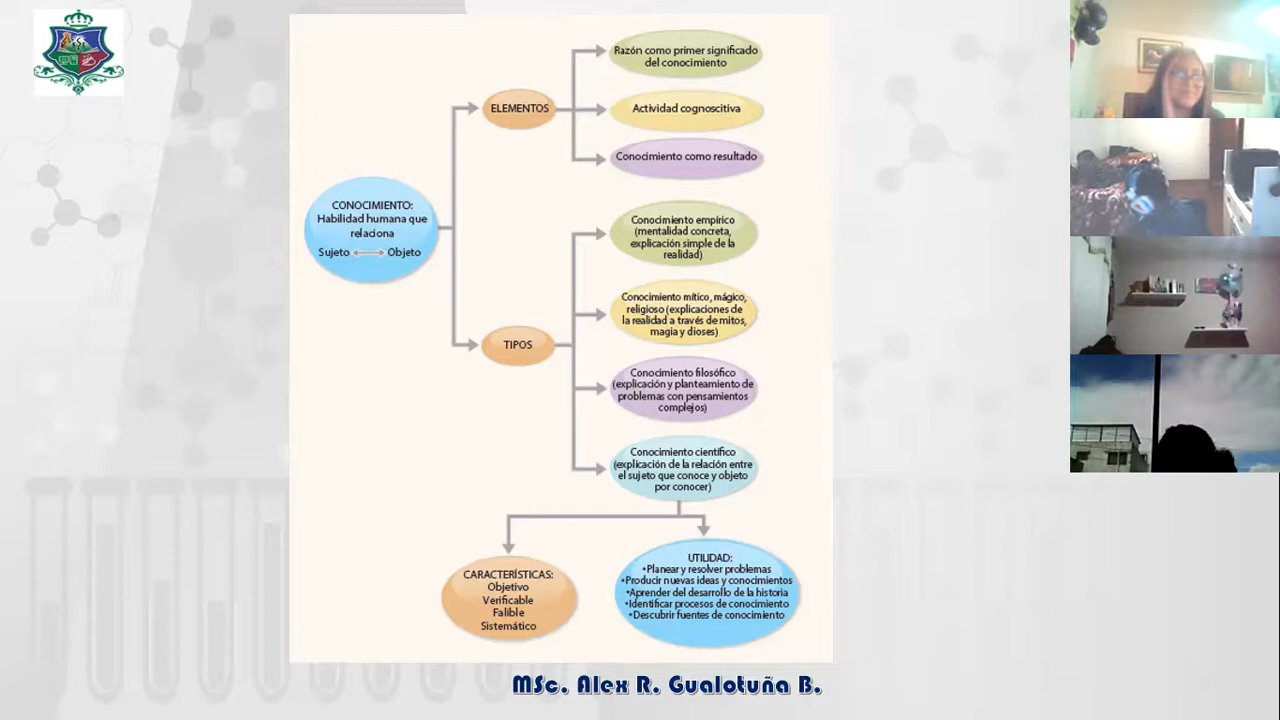 Razón como primer significado
del conocimiento
ELEMENTOS
Actividad cognoscitiva
Conocimiento como resultado
CONOCIMIENTO:
Habilidad humana que
relaciona
Sujeto Objeto
Conocimiento empírico
(mentalidad concreta,
explicación simple de la
realidad)
Conocimiento mítico, mágico,
religioso (explicaciones de
la realidad a través de mitos,
magia y dioses)
TIPOS
Conocimiento filosófico
(explicación y planteamiento de
problemas con pensamientos
complejos)
Conocimiento científico
(explicación de la relación entre
el sujeto que conoce y objeto
por conocer)
CARACTERÍSTICAS:
Objetivo
Verificable
Falible
Sistemático
UTILIDAD:
•Planear y resolver problemas
•Producir nuevas ideas y conocimientos
•Aprender del desarrollo de la historia
•Identificar procesos de conocimiento
•Descubrir fuentes de conocimiento
MSc. Alex R. Gualotuña B.